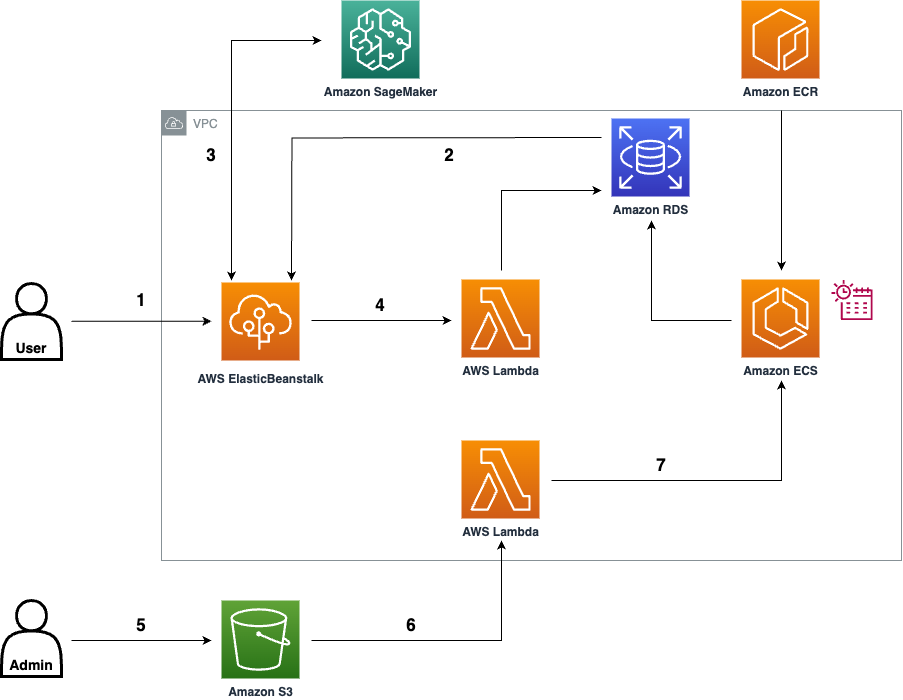 Amazon SageMaker
Amazon ECR
VPC
3
2
Amazon RDS
1
4
User
AWS ElasticBeanstalk
AWS Lambda
Amazon ECS
7
AWS Lambda
5
6
Admin
Amazon S3